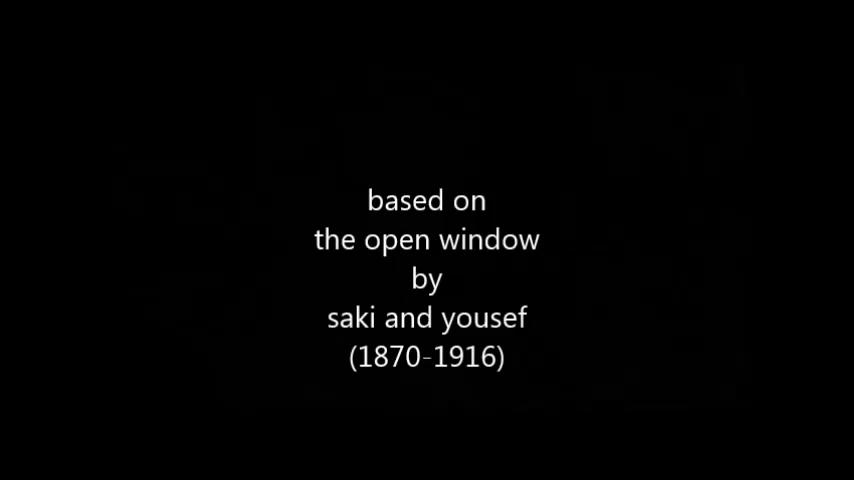 based on
the open window
by
saki and yousef
(1870-1916)